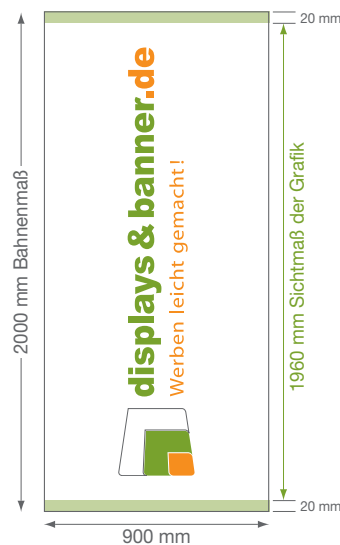 20 mm
displays & banner.de
Werben leicht gemacht!
2000 mm Bahnenmaß
1960 mm Sichtmaß der Grafik
20 mm
900 mm